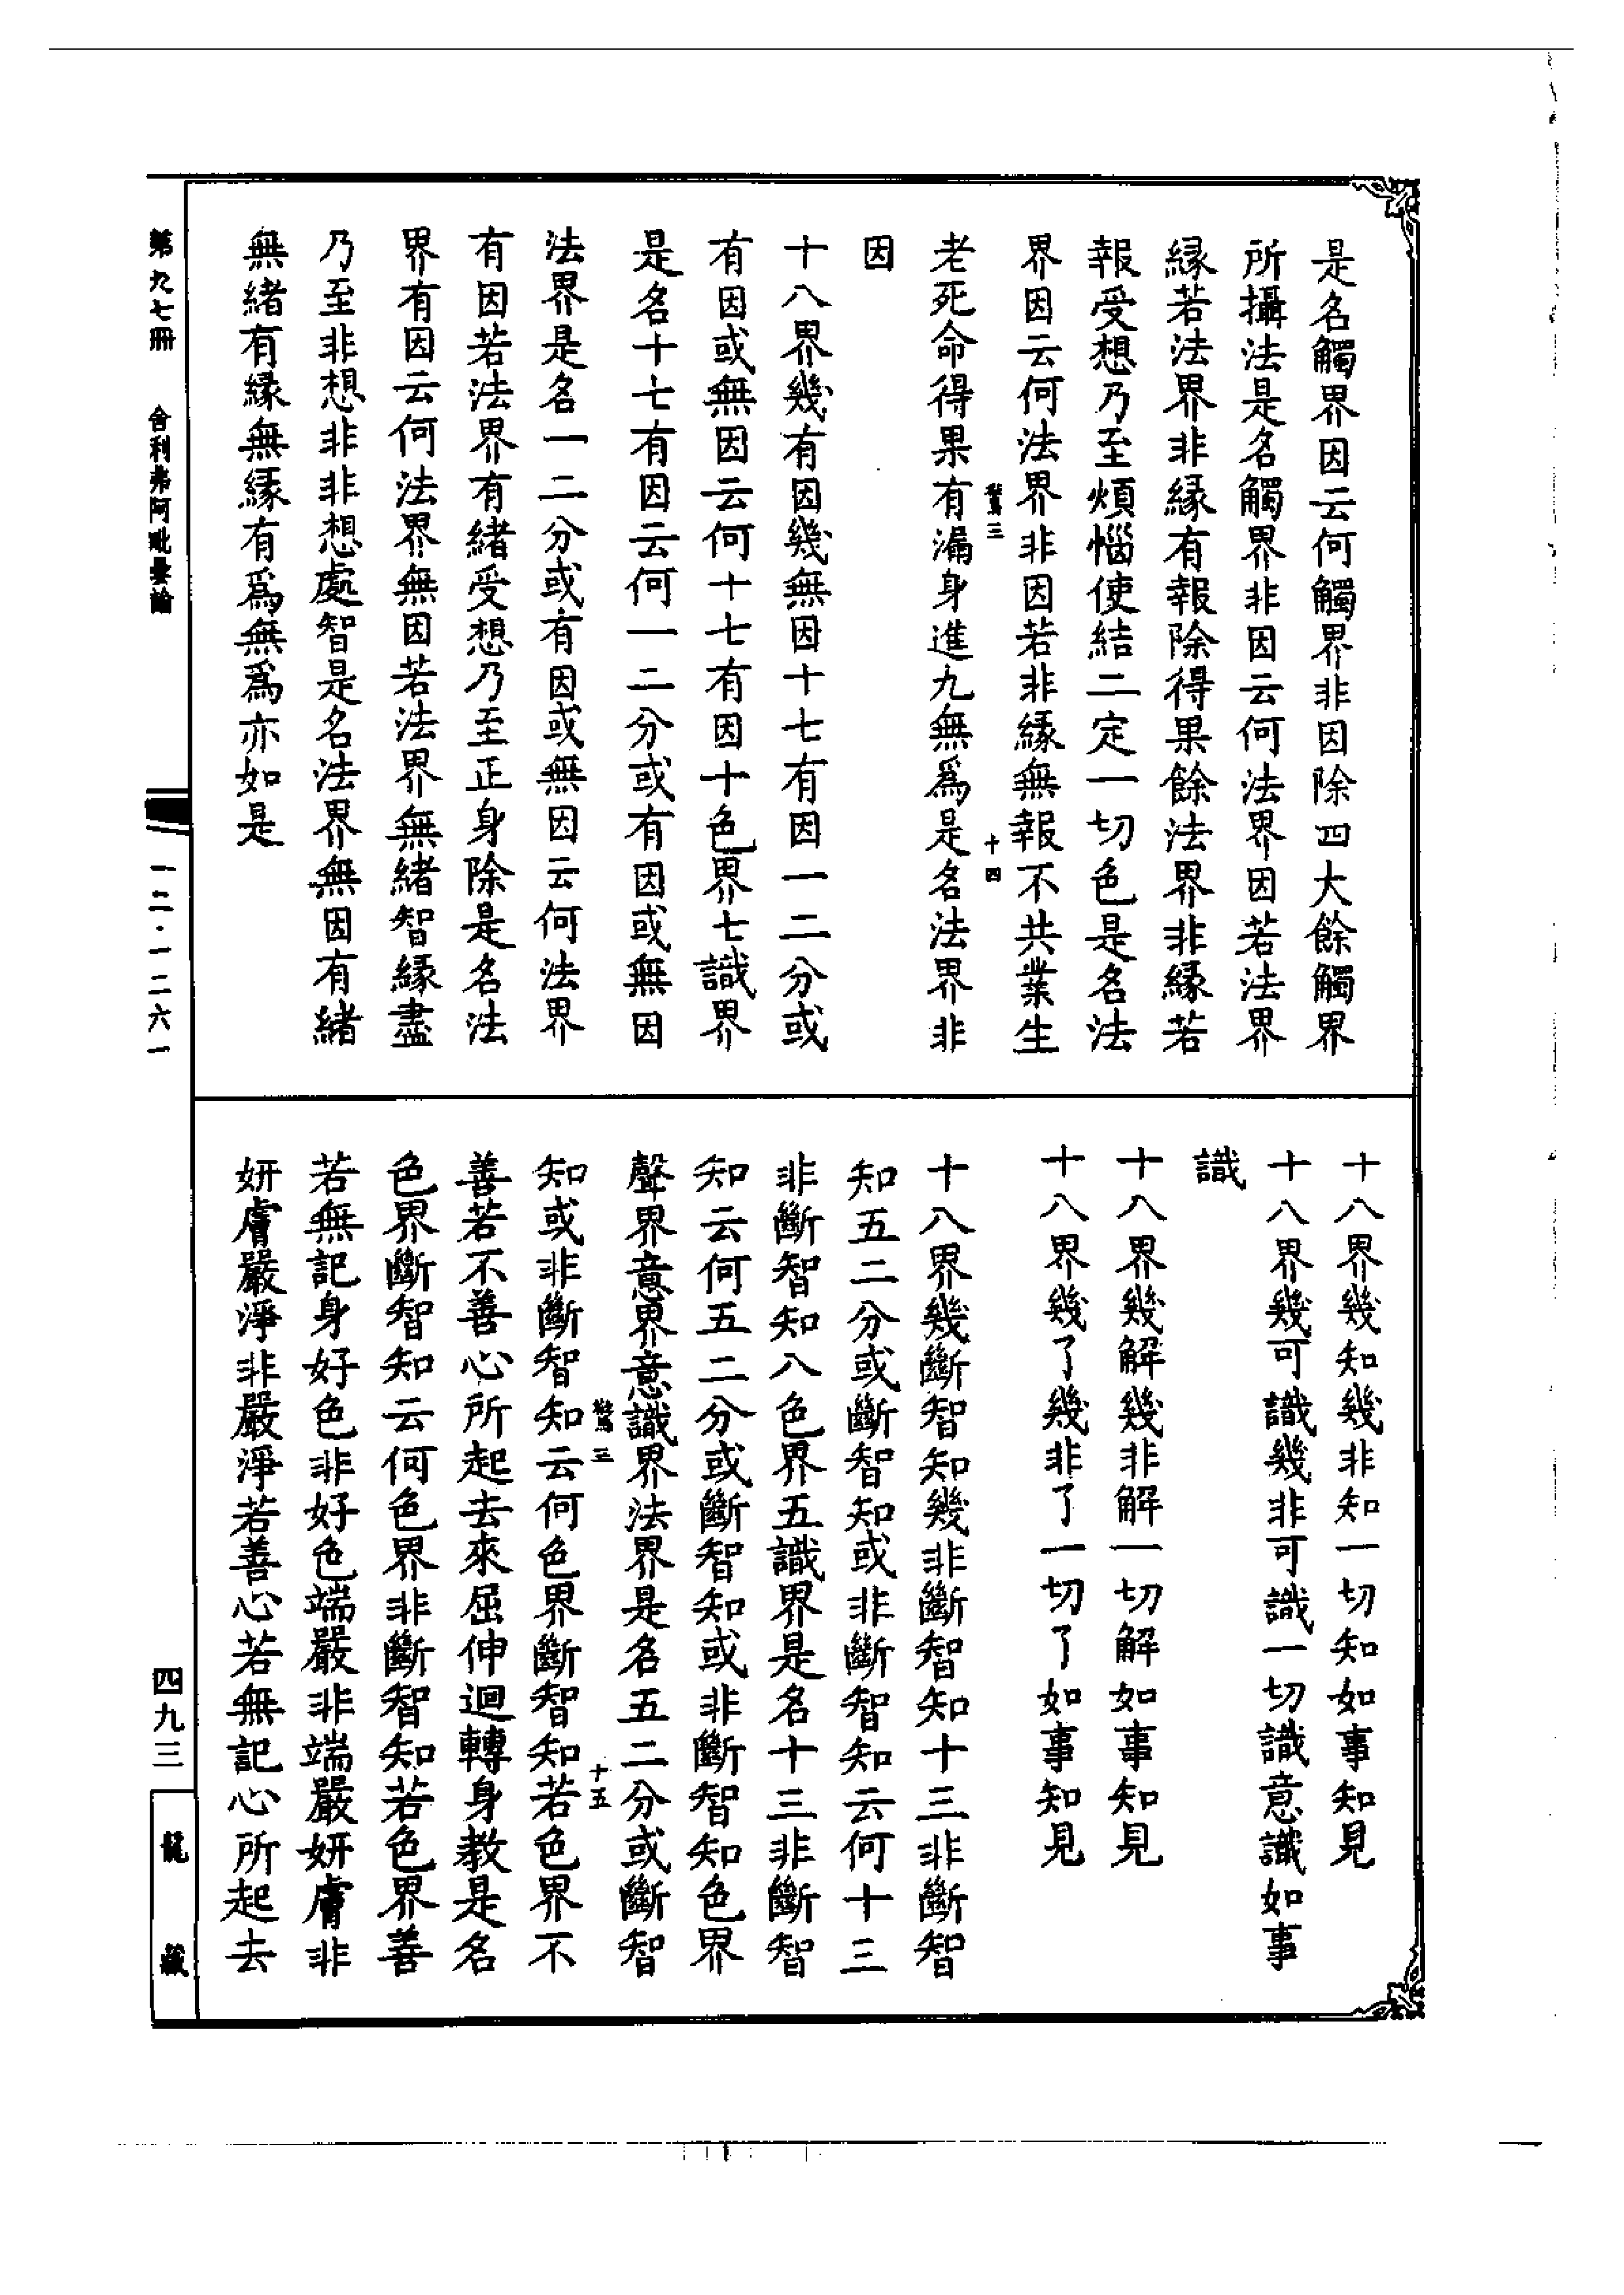 是名觸界因云何觸界非因除四大餘觸界
所攝法是名觸界非因云何法界因若法界
緣若法界非緣有報除得果餘法界非緣若
報受想乃至煩惱使結二定一切色是名法
界因云何法界非因若非緣無報不共業生
老死命得果有漏身進九無爲是名法界非
因
十八界幾有因幾無因十七有因一二分或
有因或無因云何十七有因十色界七識界
是名十七有因云何一二分或有因或無因
法界是名一二分或有因或無因云何法界
有因若法界有緒受想乃至正身除是名法
界有因云何法界無因若法界無緒智緣盡
乃至非想非非想處智是名法界無因有緒
無緒有緣無緣有爲無爲亦如是
十八界幾知幾非知一切知如事知見
十八界幾可識幾非可識一切識意識如事
識
十八界幾解幾非解一切解如事知見
十八界幾了幾非了一切了如事知見
十八界幾斷智知幾非斷智知十三非斷智
知五二分或斷智知或非斷智知云何十三
非斷智知八色界五識界是名十三非斷智
知云何五二分或斷智知或非斷智知色界
聲界意界意識界法界是名五二分或斷智
知或非斷智知云何色界斷智知若色界不
善若不善心所起去來屈伸迴轉身教是名
色界斷智知云何色界非斷智知若色界善
若無記身好色非好色端嚴非端嚴妍膚非
妍膚嚴淨非嚴淨若善心若無記心所起去
第九七冊 舍利弗阿毗曇論
一二·一二六一
四九三
龍藏
十四
十五